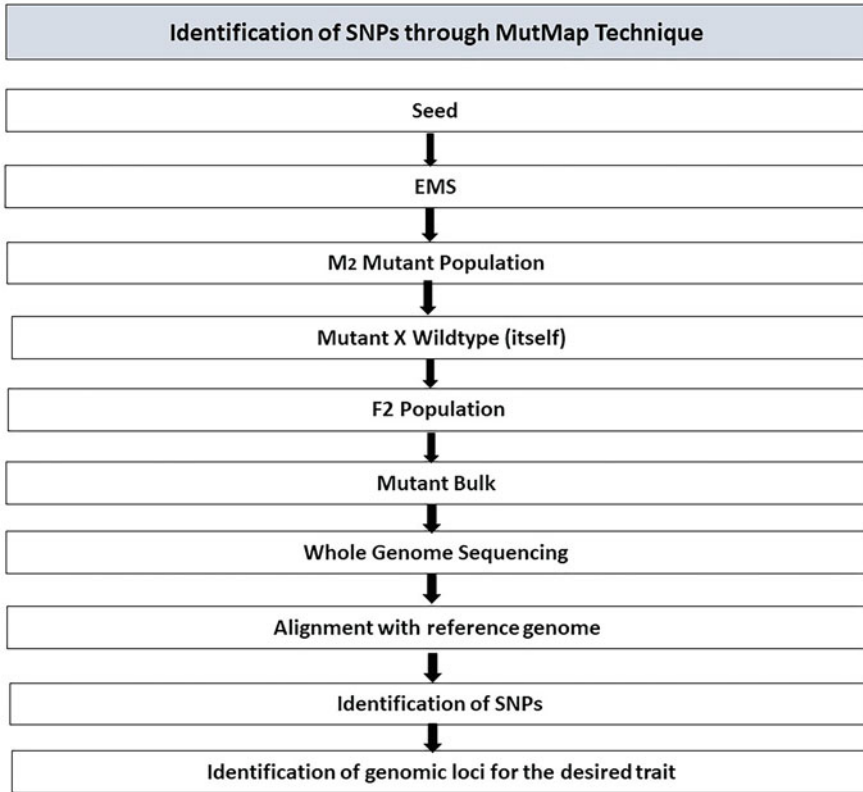 Identification of SNPs through MutMap Technique
Seed
EMS
M2 Mutant Population
Mutant X Wildtype (itself)
F2 Population
Mutant Bulk
Whole Genome Sequencing
Alignment with reference genome
Identification of SNPs
Identification of genomic loci for the desired trait